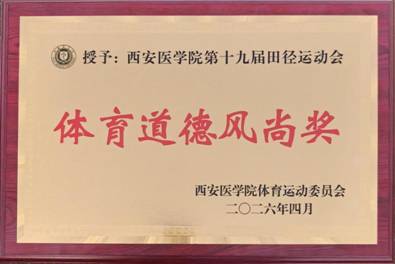 授予：西安医学院第十九届田径运动会
体育道德风尚奖
西安医学院体育运动委员会
二〇二六年四月